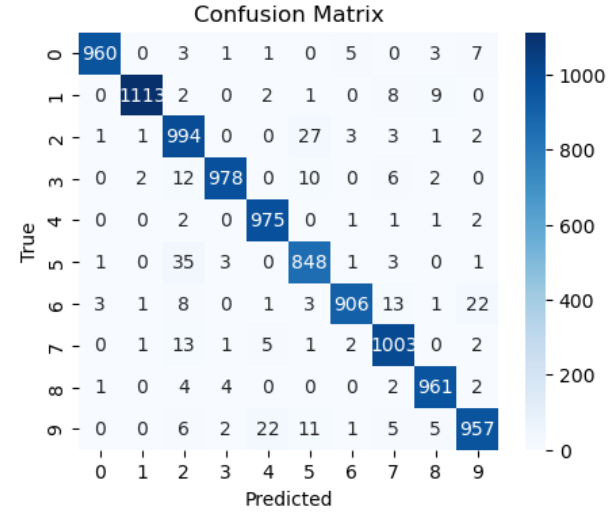 Confusion Matrix
0 960 0 3 1 1 0 5 0 3 7
1 0 1113 2 0 2 1 0 8 9 0
2 1 1 994 0 0 27 3 3 1 2
3 0 2 12 978 0 10 0 6 2 0
4 0 0 2 0 975 0 1 1 1 2
5 1 0 35 3 0 848 1 3 0 1
6 3 1 8 0 1 3 906 13 1 22
7 0 1 13 1 5 1 2 1003 0 2
8 1 0 4 4 0 0 0 2 961 2
9 0 0 6 2 22 11 1 5 5 957
0 1 2 3 4 5 6 7 8 9
Predicted
True
1000
800
600
400
200
0